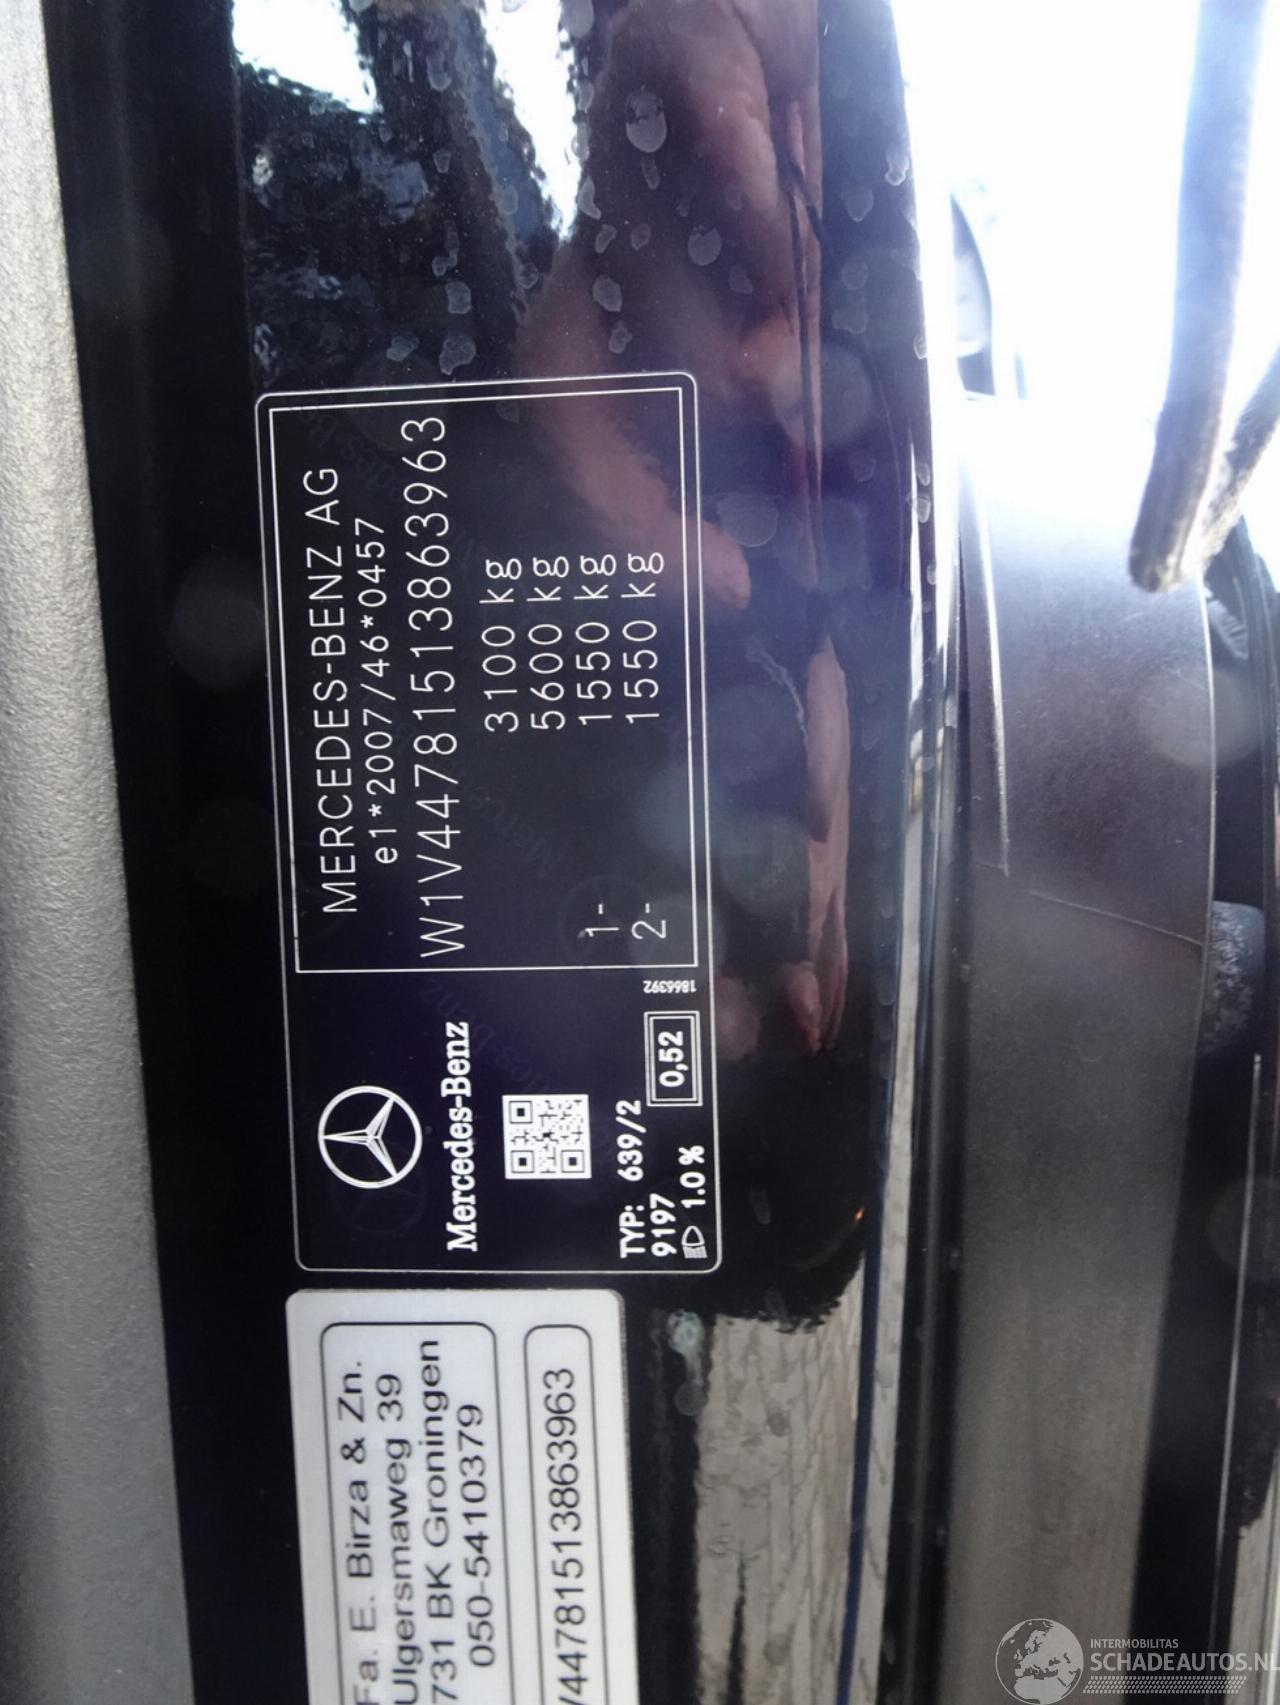 MERCEDES-BENZ AG
e1*2007/46*0457
W1V44781513863963
3100 kg
5600 kg
1- 1550 kg
2- 1550 kg
1866392
Mercedes-Benz
TYP: 639/2
9197
1.0 %
0,52
Fa. E. Birza & Zn.
Ulgersmaweg 39
731 BK Groningen
050-5410379
V44781513863963
INTERMOBILITAS
SCHADEAUTOS.NL